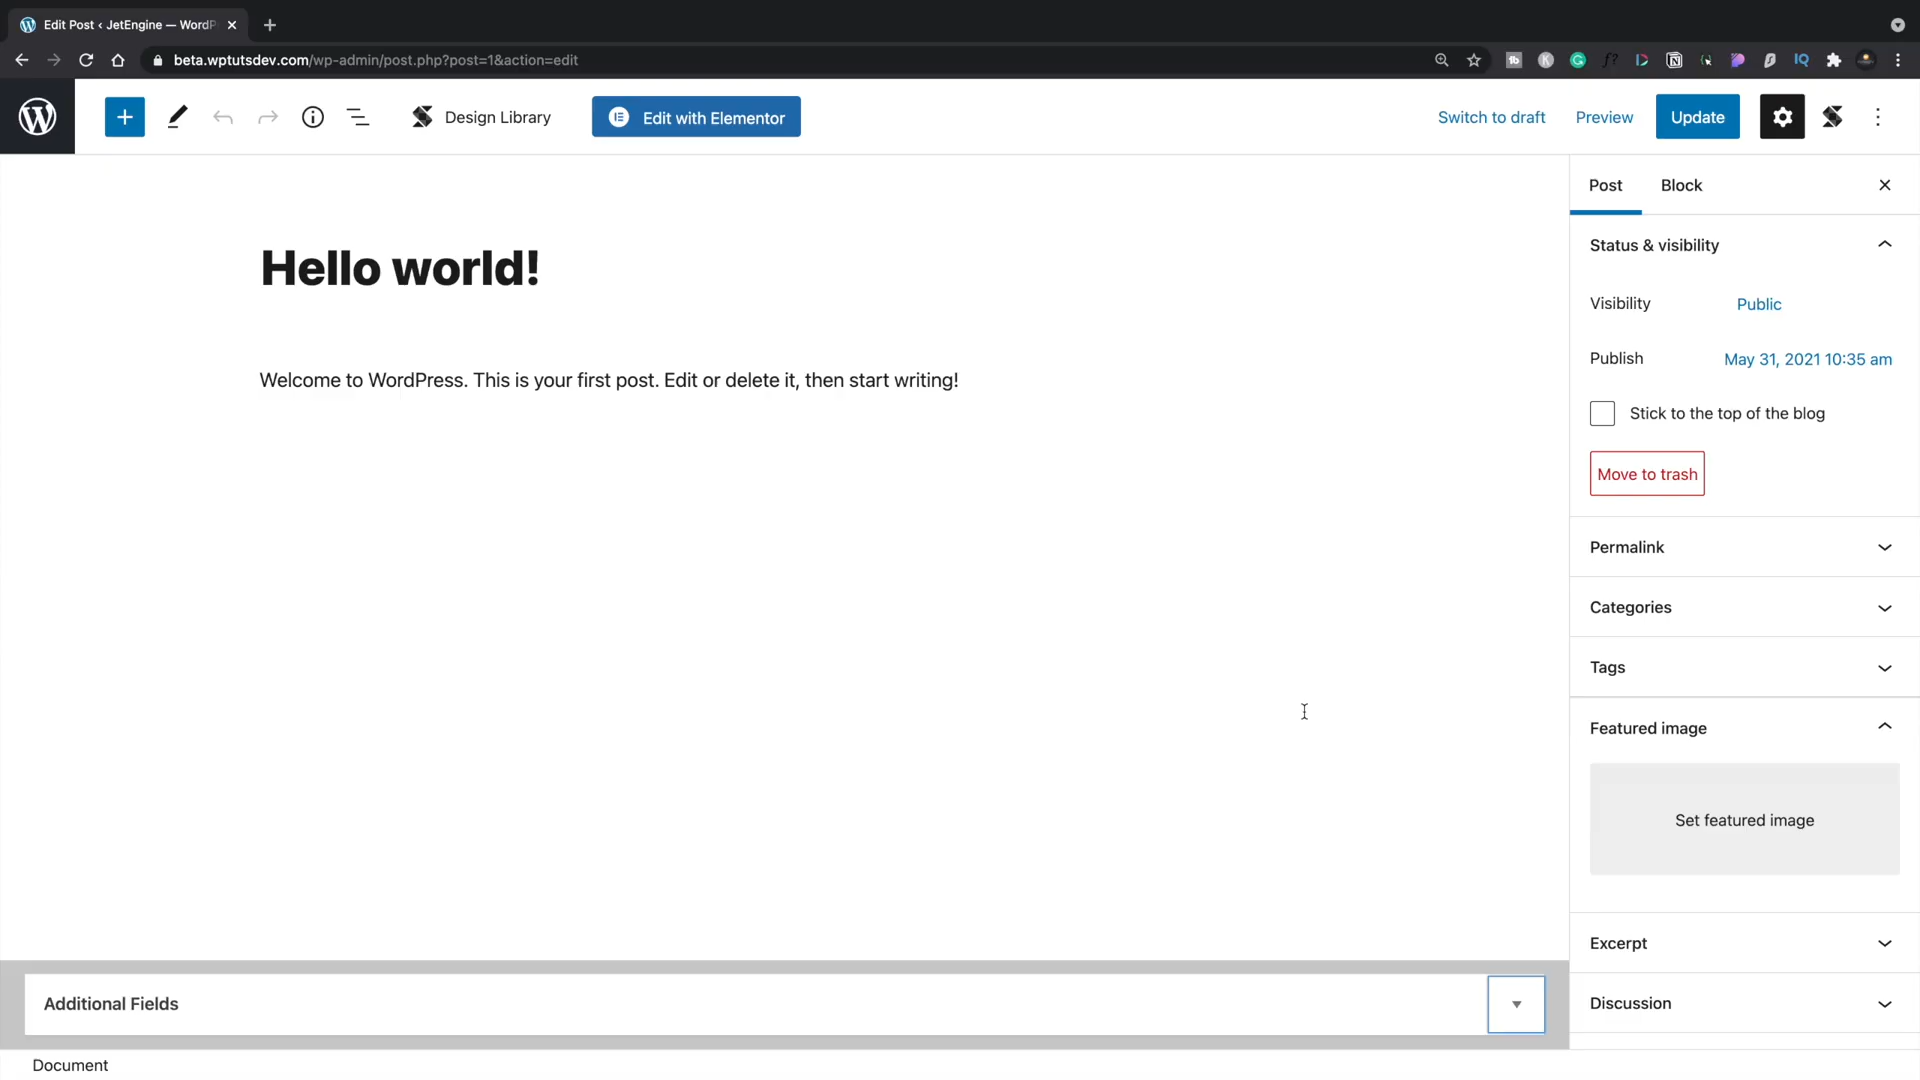 Edit Post ‹ JetEngine — WordP
beta.wptutsdev.com/wp-admin/post.php?post=1&action=edit
Design Library
Edit with Elementor
Switch to draft
Preview
Update
Post
Block
Hello world!
Welcome to WordPress. This is your first post. Edit or delete it, then start writing!
Status & visibility
Visibility
Public
Publish
May 31, 2021 10:35 am
Stick to the top of the blog
Move to trash
Permalink
Categories
Tags
Featured image
Set featured image
Excerpt
Discussion
Additional Fields
Document